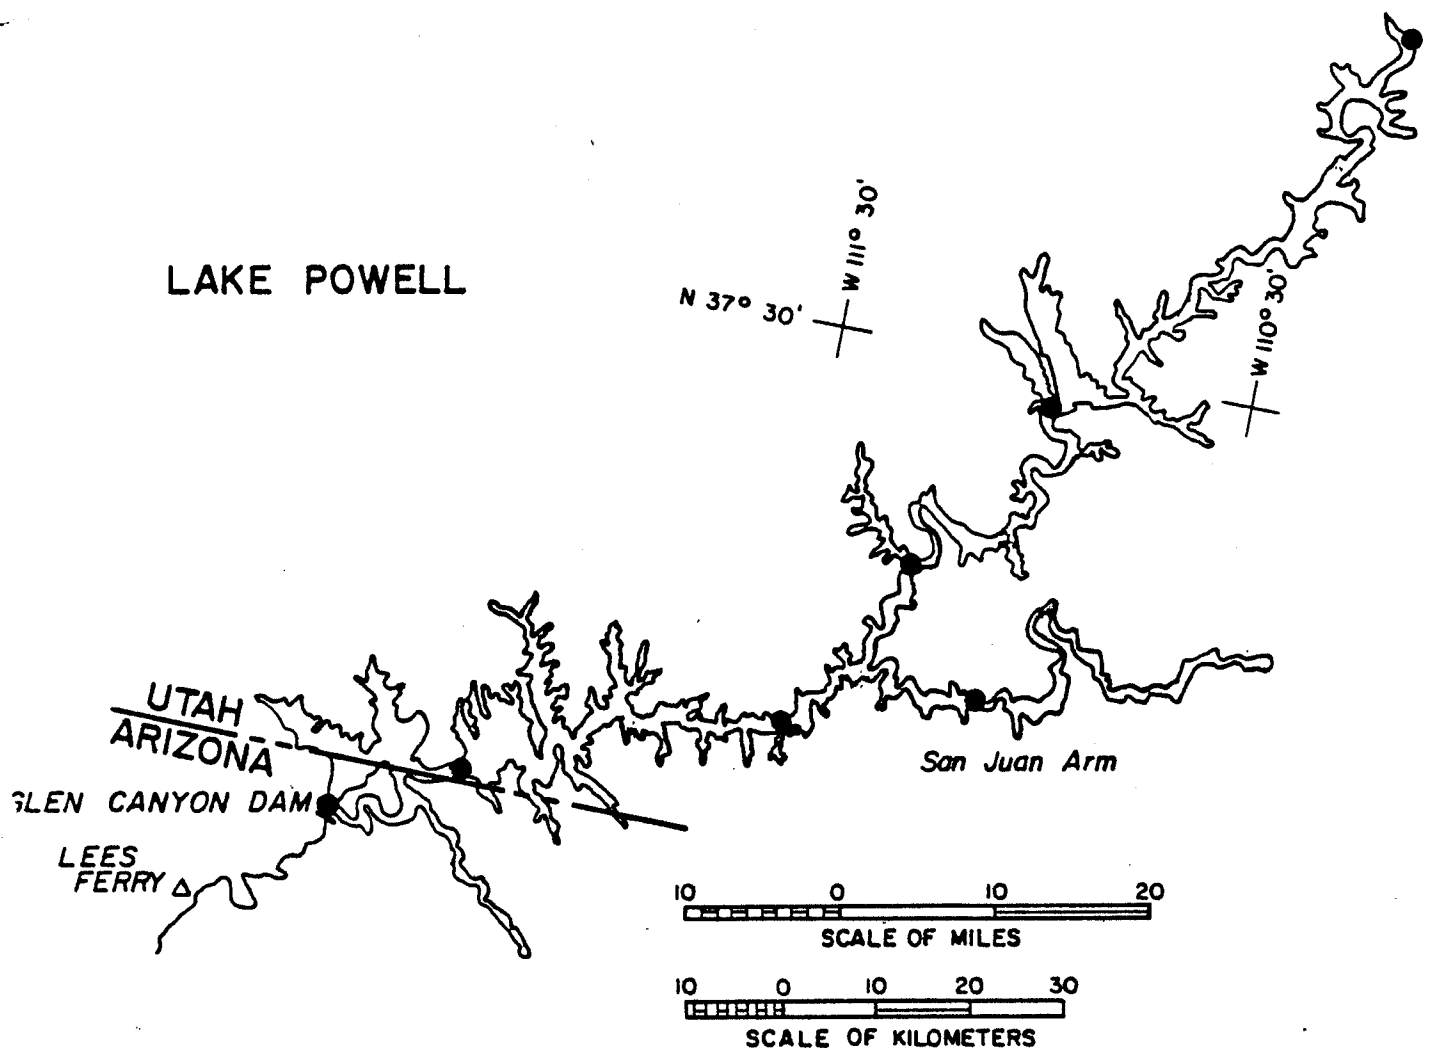 W 111° 30'
LAKE POWELL
N 37° 30'
W 110° 30'
UTAH
ARIZONA
San Juan Arm
GLEN CANYON DAM
LEES
FERRY
10 0 10 20
SCALE OF MILES
10 0 10 20 30
SCALE OF KILOMETERS